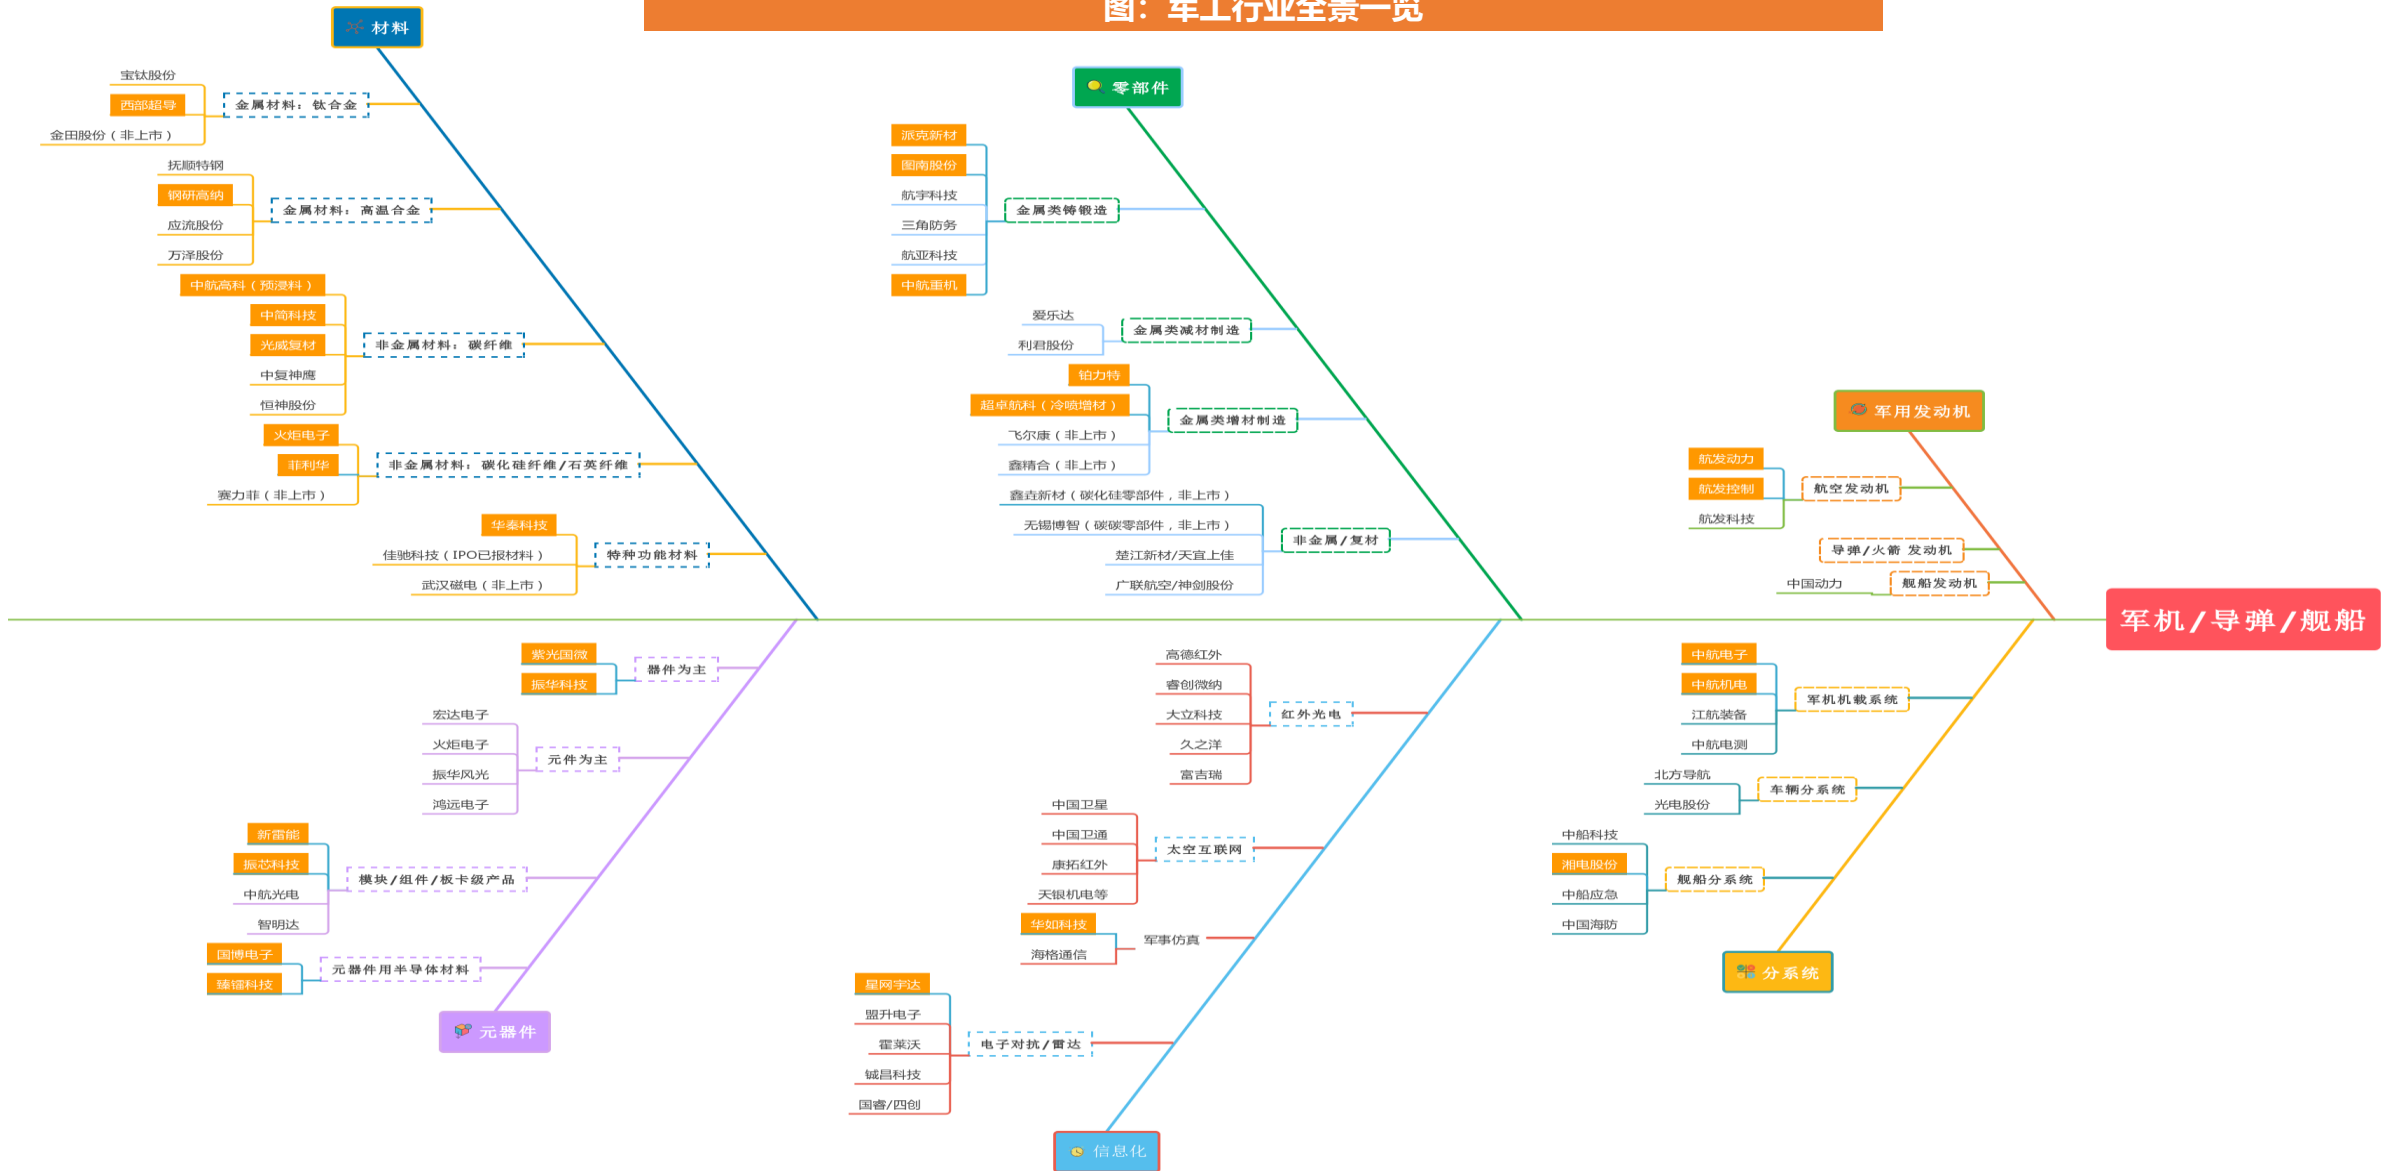 图：军工行业全景一览
材料
宝钛股份
西部超导
金田股份（非上市）
金属材料：钛合金
抚顺特钢
钢研高纳
应流股份
万泽股份
金属材料：高温合金
中航高科（预浸料）
中简科技
光威复材
中复神鹰
恒神股份
非金属材料：碳纤维
火炬电子
菲利华
赛力菲（非上市）
非金属材料：碳化硅纤维/石英纤维
华秦科技
佳驰科技（IPO已报材料）
武汉磁电（非上市）
特种功能材料
零部件
派克新材
图南股份
航宇科技
三角防务
航亚科技
中航重机
金属类铸锻造
爱乐达
利君股份
金属类减材制造
铂力特
超卓航科（冷喷增材）
飞尔康（非上市）
鑫精合（非上市）
金属类增材制造
鑫垚新材（碳化硅零部件，非上市）
无锡博智（碳碳零部件，非上市）
楚江新材/天宜上佳
广联航空/神剑股份
非金属/复材
军用发动机
航发动力
航发控制
航发科技
航空发动机
导弹/火箭 发动机
中国动力
舰船发动机
军机/导弹/舰船
紫光国微
振华科技
器件为主
宏达电子
火炬电子
振华风光
鸿远电子
元件为主
新雷能
振芯科技
中航光电
智明达
模块/组件/板卡级产品
国博电子
臻镭科技
元器件用半导体材料
元器件
高德红外
睿创微纳
大立科技
久之洋
富吉瑞
红外光电
中国卫星
中国卫通
康拓红外
天银机电等
太空互联网
华如科技
海格通信
军事仿真
星网宇达
盟升电子
霍莱沃
铖昌科技
国睿/四创
电子对抗/雷达
信息化
中航电子
中航机电
江航装备
中航电测
军机机载系统
北方导航
光电股份
车辆分系统
中船科技
湘电股份
中船应急
中国海防
舰船分系统
分系统